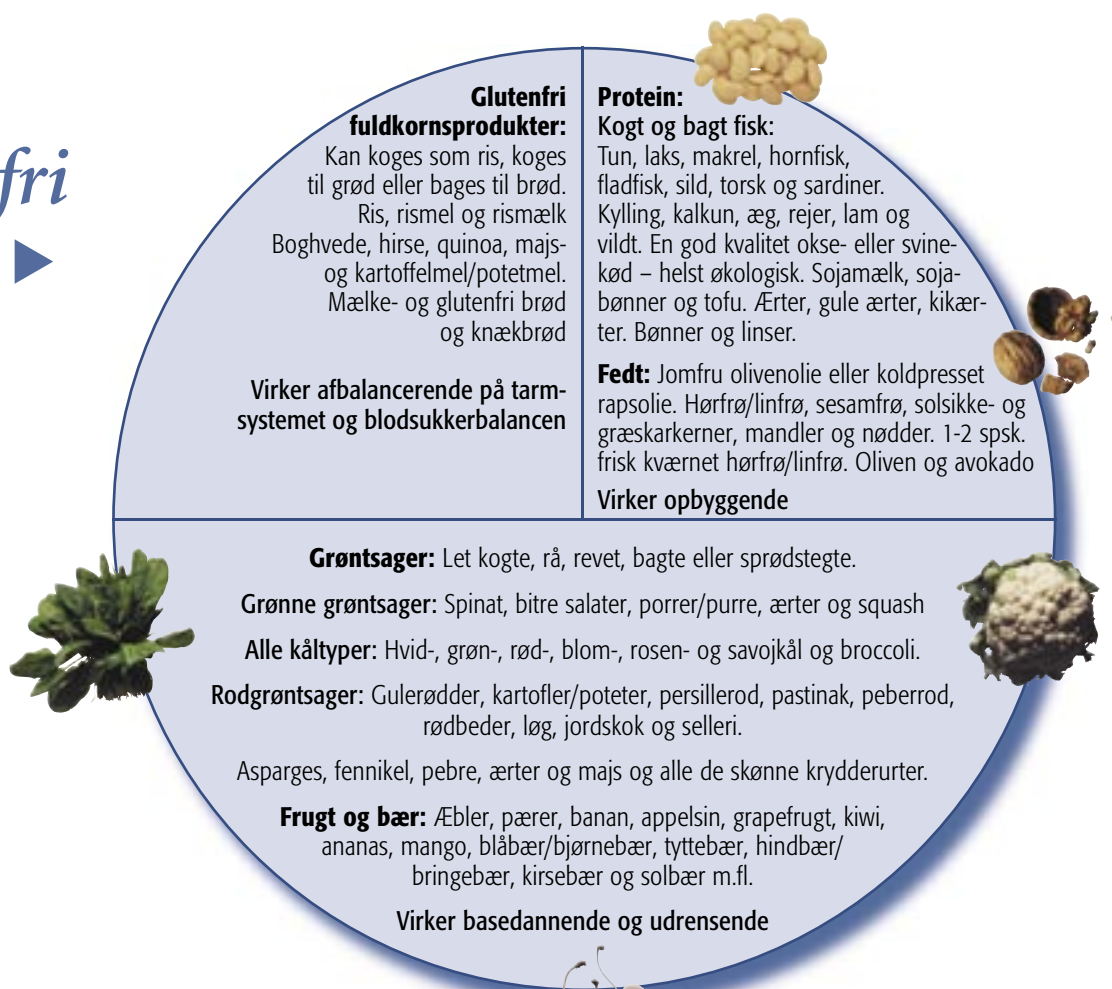 fri
Glutenfri
fuldkornsprodukter:
Kan koges som ris, koges
til grød eller bages til brød.
Ris, rismel og rismælk
Boghvede, hirse, quinoa, majs-
og kartoffelmel/potetmel.
Mælke- og glutenfri brød
og knækbrød
Virker afbalancerende på tarm-
systemet og blodsukkerbalancen
Protein:
Kogt og bagt fisk:
Tun, laks, makrel, hornfisk,
fladfisk, sild, torsk og sardiner.
Kylling, kalkun, æg, rejer, lam og
vildt. En god kvalitet okse- eller svine-
kød – helst økologisk. Sojamælk, soja-
bønner og tofu. Ærter, gule ærter, kikær-
ter. Bønner og linser.
Fedt: Jomfru olivenolie eller koldpresset
rapsolie. Hørfrø/linfrø, sesamfrø, solsikke- og
græskarkerner, mandler og nødder. 1-2 spsk.
frisk kværnet hørfrø/linfrø. Oliven og avokado
Virker opbyggende
Grøntsager: Let kogte, rå, revet, bagte eller sprødstegte.
Grønne grøntsager: Spinat, bitre salater, porrer/purre, ærter og squash
Alle kåltyper: Hvid-, grøn-, rød-, blom-, rosen- og savojkål og broccoli.
Rodgrøntsager: Gulerødder, kartofler/poteter, persillerod, pastinak, peberrod,
rødbeder, løg, jordskok og selleri.
Asparges, fennikel, pebre, ærter og majs og alle de skønne krydderurter.
Frugt og bær: Æbler, pærer, banan, appelsin, grapefrugt, kiwi,
ananas, mango, blåbær/bjørnebær, tyttebær, hindbær/
bringebær, kirsebær og solbær m.fl.
Virker basedannende og udrensende